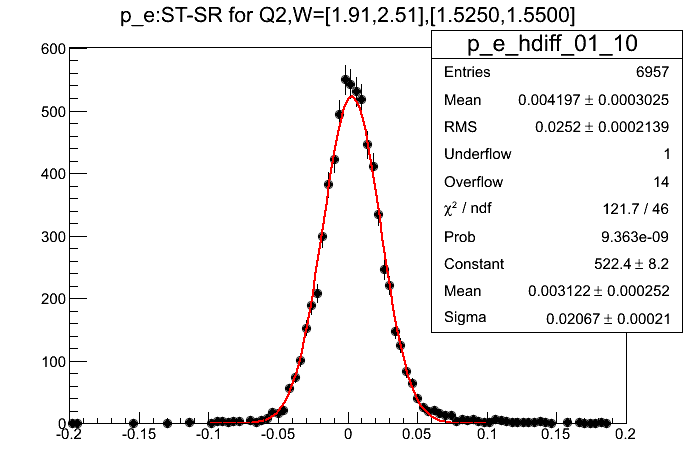 p_e:ST-SR for Q2,W=[1.91,2.51],[1.5250,1.5500]
p_e_hdiff_01_10
Entries 6957
Mean 0.004197 ± 0.0003025
RMS 0.0252 ± 0.0002139
Underflow 1
Overflow 14
χ² / ndf 121.7 / 46
Prob 9.363e-09
Constant 522.4 ± 8.2
Mean 0.003122 ± 0.000252
Sigma 0.02067 ± 0.00021
600
500
400
300
200
100
0
-0.2 -0.15 -0.1 -0.05 0 0.05 0.1 0.15 0.2